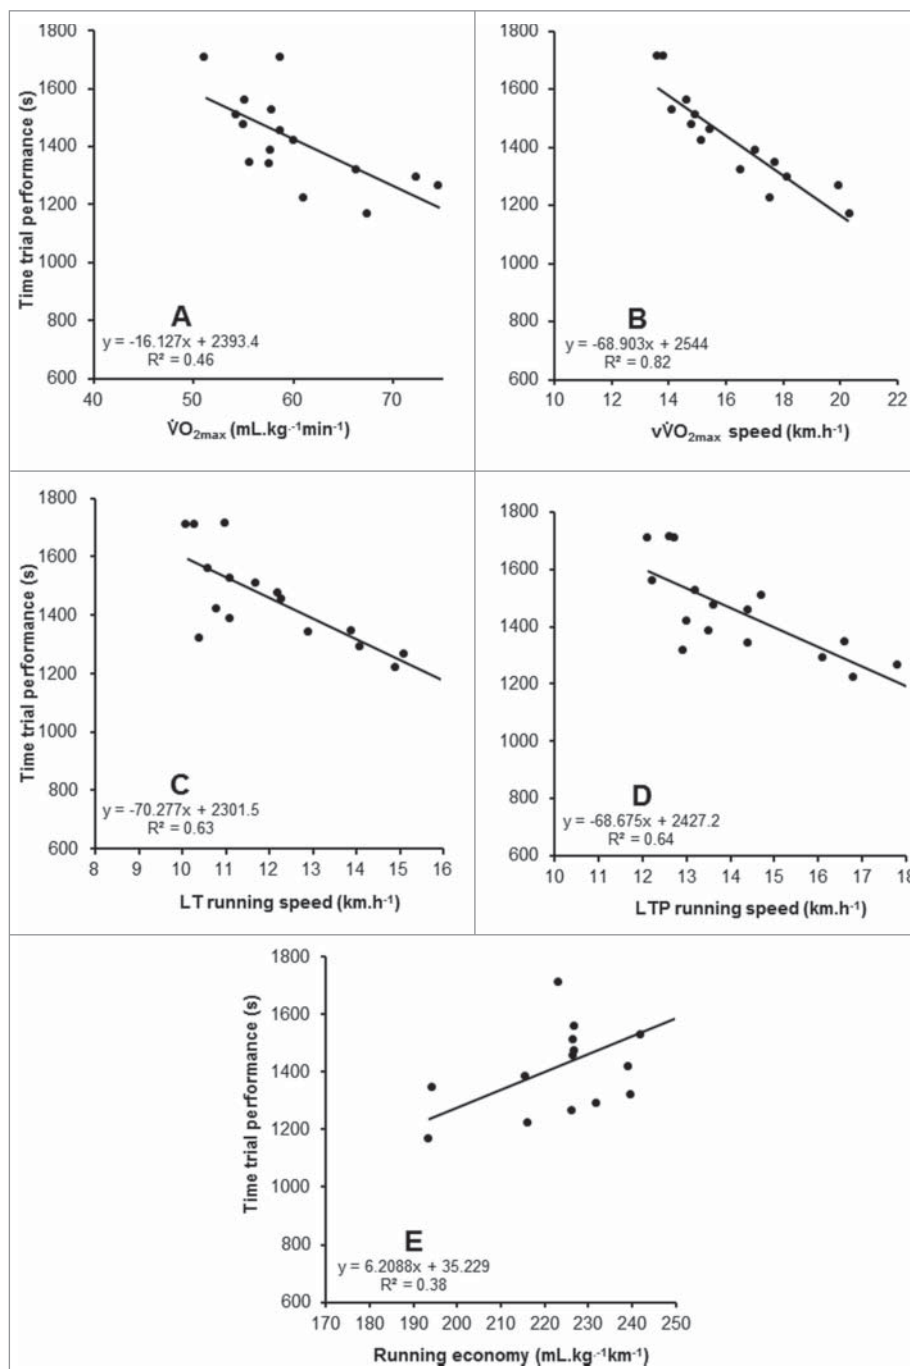 1800
1600
1400
1200
1000
800
600
Time trial performance (s)
A
y = -16.127x + 2393.4
R² = 0.46
40 50 60 70
V̇O₂max (mL.kg⁻¹min⁻¹)
1800
1600
1400
1200
1000
800
600
B
y = -68.903x + 2544
R² = 0.82
10 12 14 16 18 20 22
vV̇O₂max speed (km.h⁻¹)
1800
1600
1400
1200
1000
800
600
Time trial performance (s)
C
y = -70.277x + 2301.5
R² = 0.63
8 9 10 11 12 13 14 15 16
LT running speed (km.h⁻¹)
1800
1600
1400
1200
1000
800
600
D
y = -68.675x + 2427.2
R² = 0.64
10 11 12 13 14 15 16 17 18
LTP running speed (km.h⁻¹)
1800
1600
1400
1200
1000
800
600
Time trial performance (s)
E
y = 6.2088x + 35.229
R² = 0.38
170 190 200 210 220 230 240 250
Running economy (mL.kg⁻¹km⁻¹)